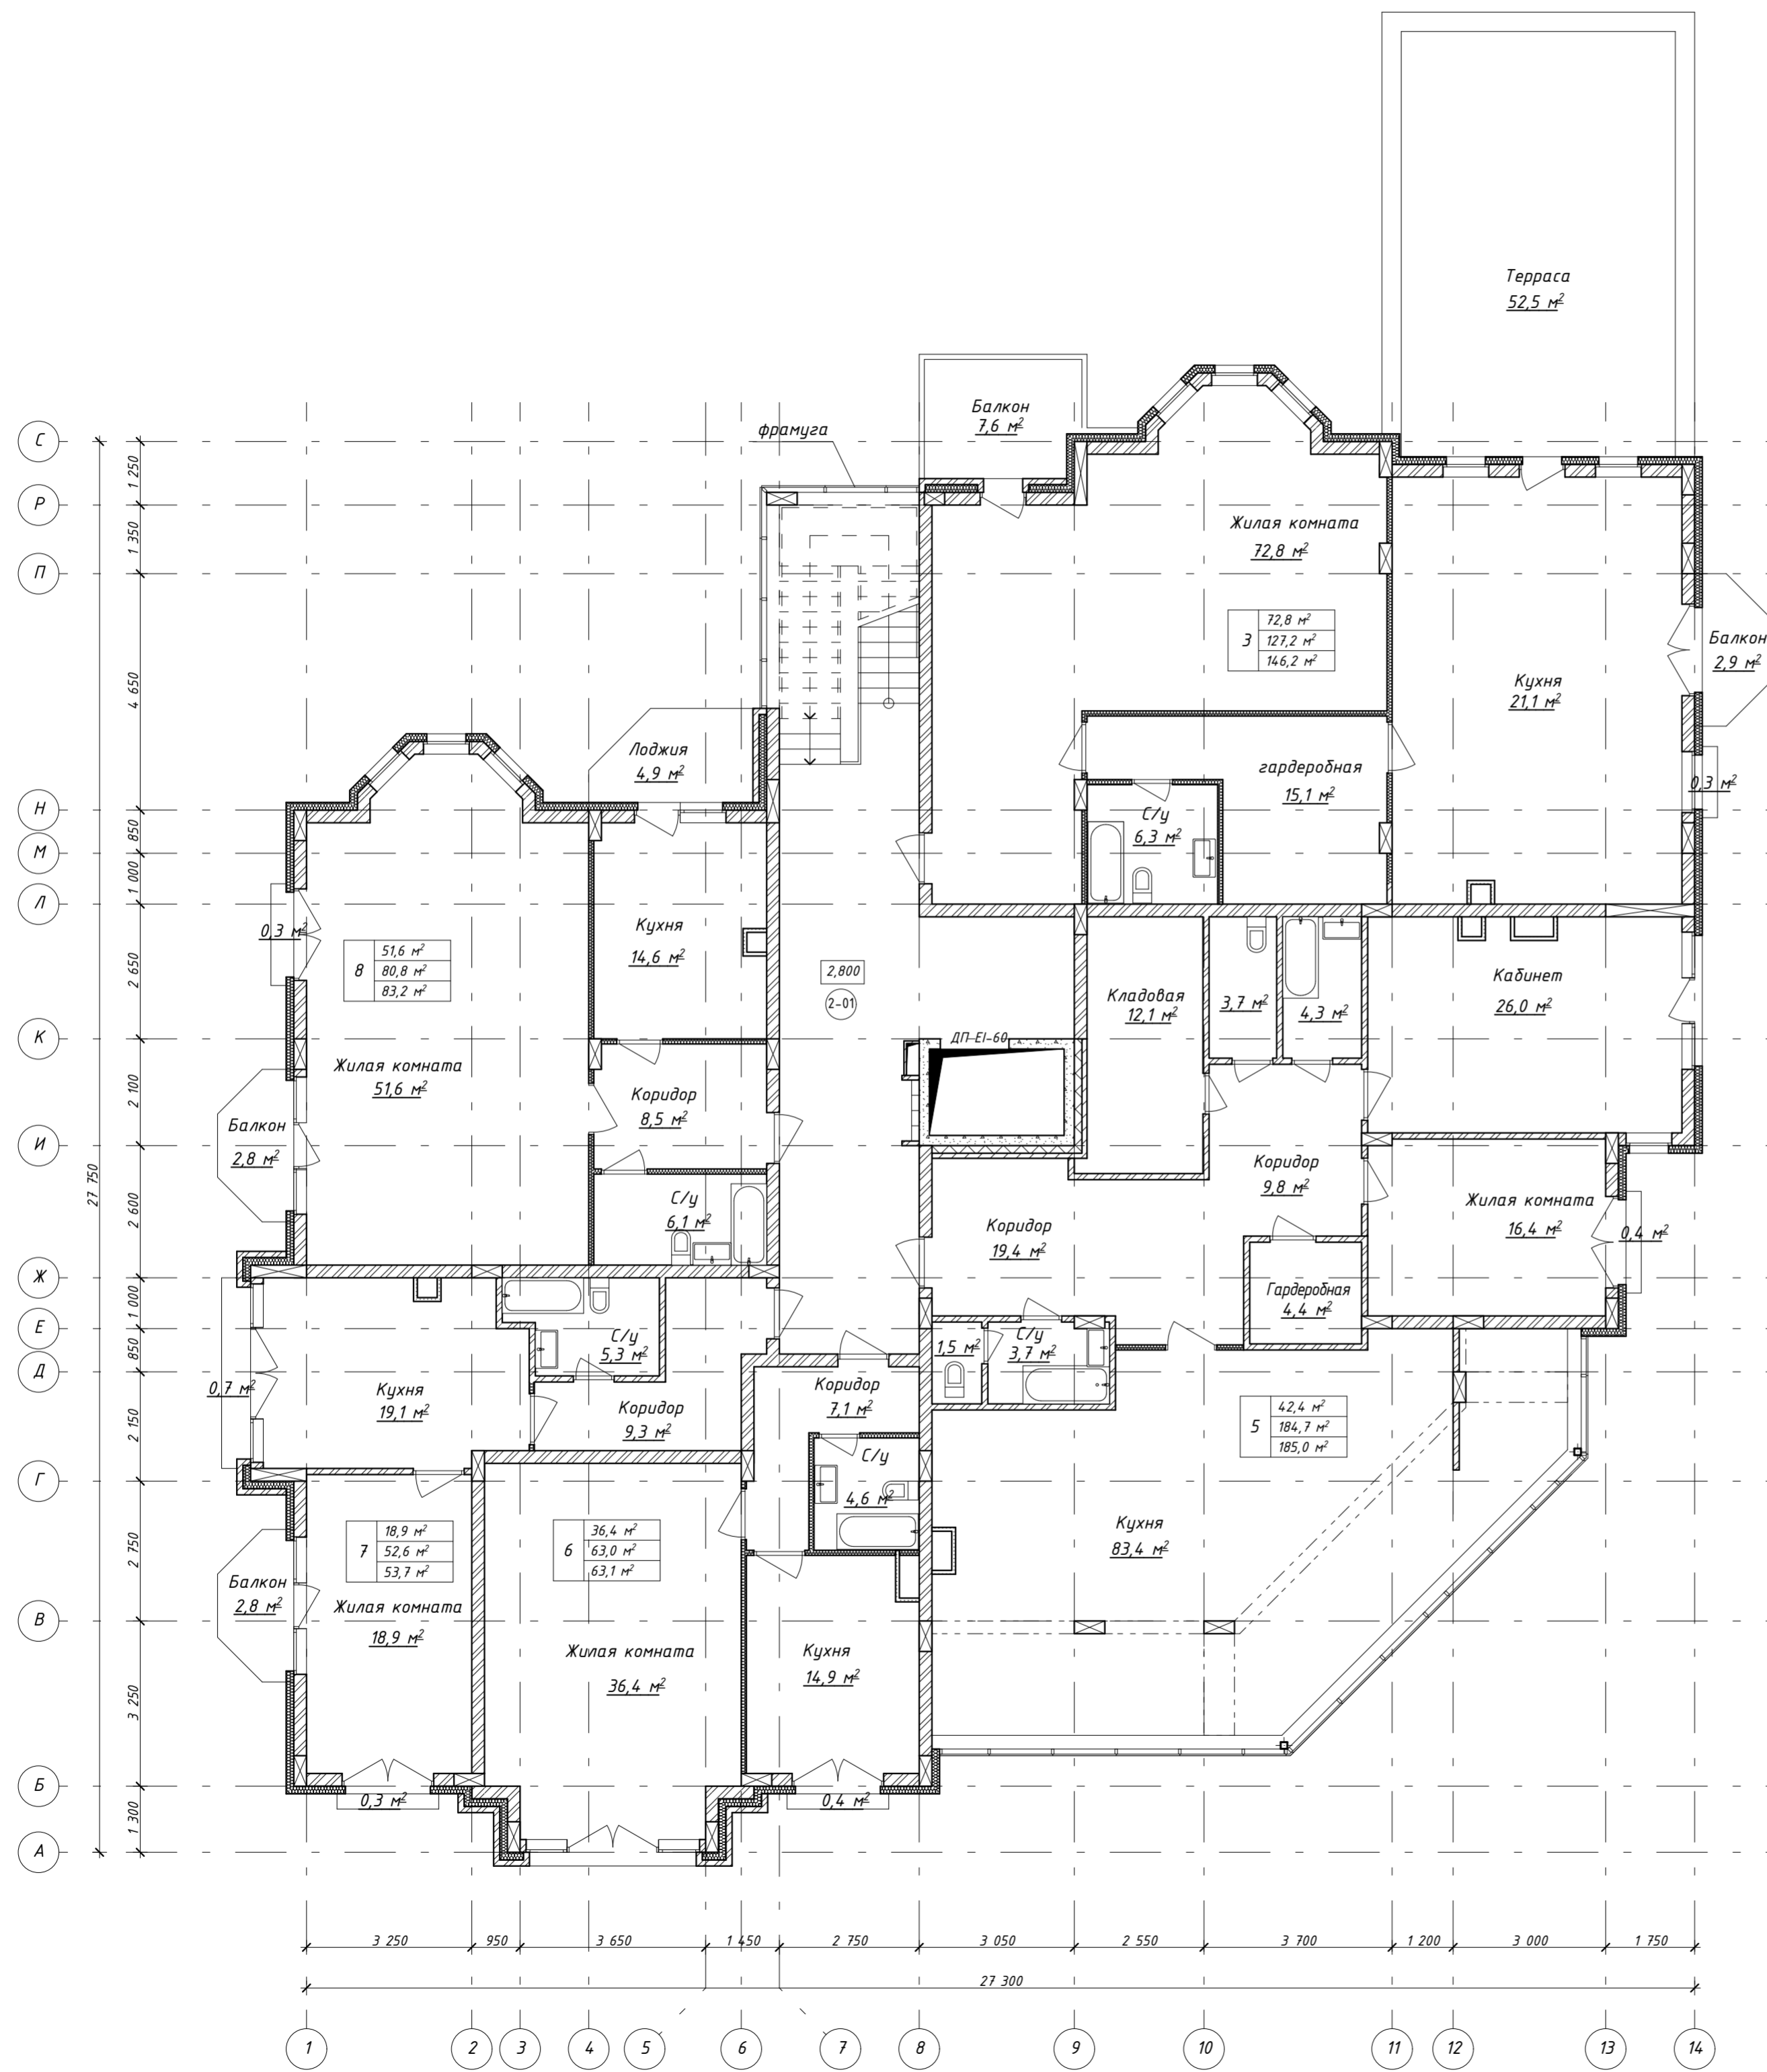 Терраса
52,5 м²
Балкон
7,6 м²
фрамуга
С
1 250
Р
1 350
П
4 650
Жилая комната
72,8 м²
3
72,8 м²
127,2 м²
146,2 м²
Кухня
21,1 м²
Балкон
2,9 м²
0,3 м²
Лоджия
4,9 м²
гардеробная
15,1 м²
С/у
6,3 м²
Н
850
М
1 000
Л
2 650
К
2 100
И
2 600
27 750
0,3 м²
8
51,6 м²
80,8 м²
83,2 м²
Кухня
14,6 м²
2,800
2-01
Кладовая
12,1 м²
3,7 м²
4,3 м²
Кабинет
26,0 м²
ДП-EI-60
Жилая комната
51,6 м²
Коридор
8,5 м²
Балкон
2,8 м²
С/у
6,1 м²
Коридор
9,8 м²
Коридор
19,4 м²
Жилая комната
16,4 м²
0,4 м²
Гардеробная
4,4 м²
Ж
1 000
Е
850
Д
2 150
Г
2 750
В
3 250
Б
1 300
А
С/у
5,3 м²
1,5 м²
С/у
3,7 м²
0,7 м²
Кухня
19,1 м²
Коридор
9,3 м²
Коридор
7,1 м²
5
42,4 м²
184,7 м²
185,0 м²
С/у
4,6 м²
7
18,9 м²
52,6 м²
53,7 м²
6
36,4 м²
63,0 м²
63,1 м²
Кухня
83,4 м²
Балкон
2,8 м²
Жилая комната
18,9 м²
Жилая комната
36,4 м²
Кухня
14,9 м²
0,3 м²
0,4 м²
3 250 950 3 650 1 450 2 750 3 050 2 550 3 700 1 200 3 000 1 750
27 300
1 2 3 4 5 6 7 8 9 10 11 12 13 14